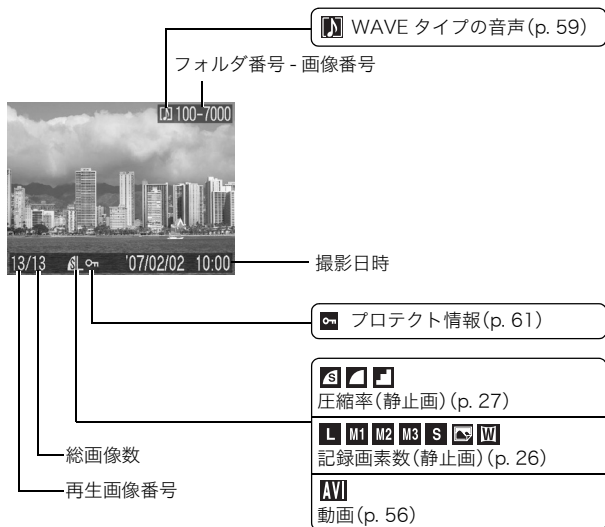 WAVE タイプの音声(p. 59)
フォルダ番号 - 画像番号
100-7000
13/13 '07/02/02 10:00
撮影日時
プロテクト情報(p. 61)
S
圧縮率(静止画)(p. 27)
L M1 M2 M3 S W
記録画素数(静止画)(p. 26)
AVI
動画(p. 56)
総画像数
再生画像番号